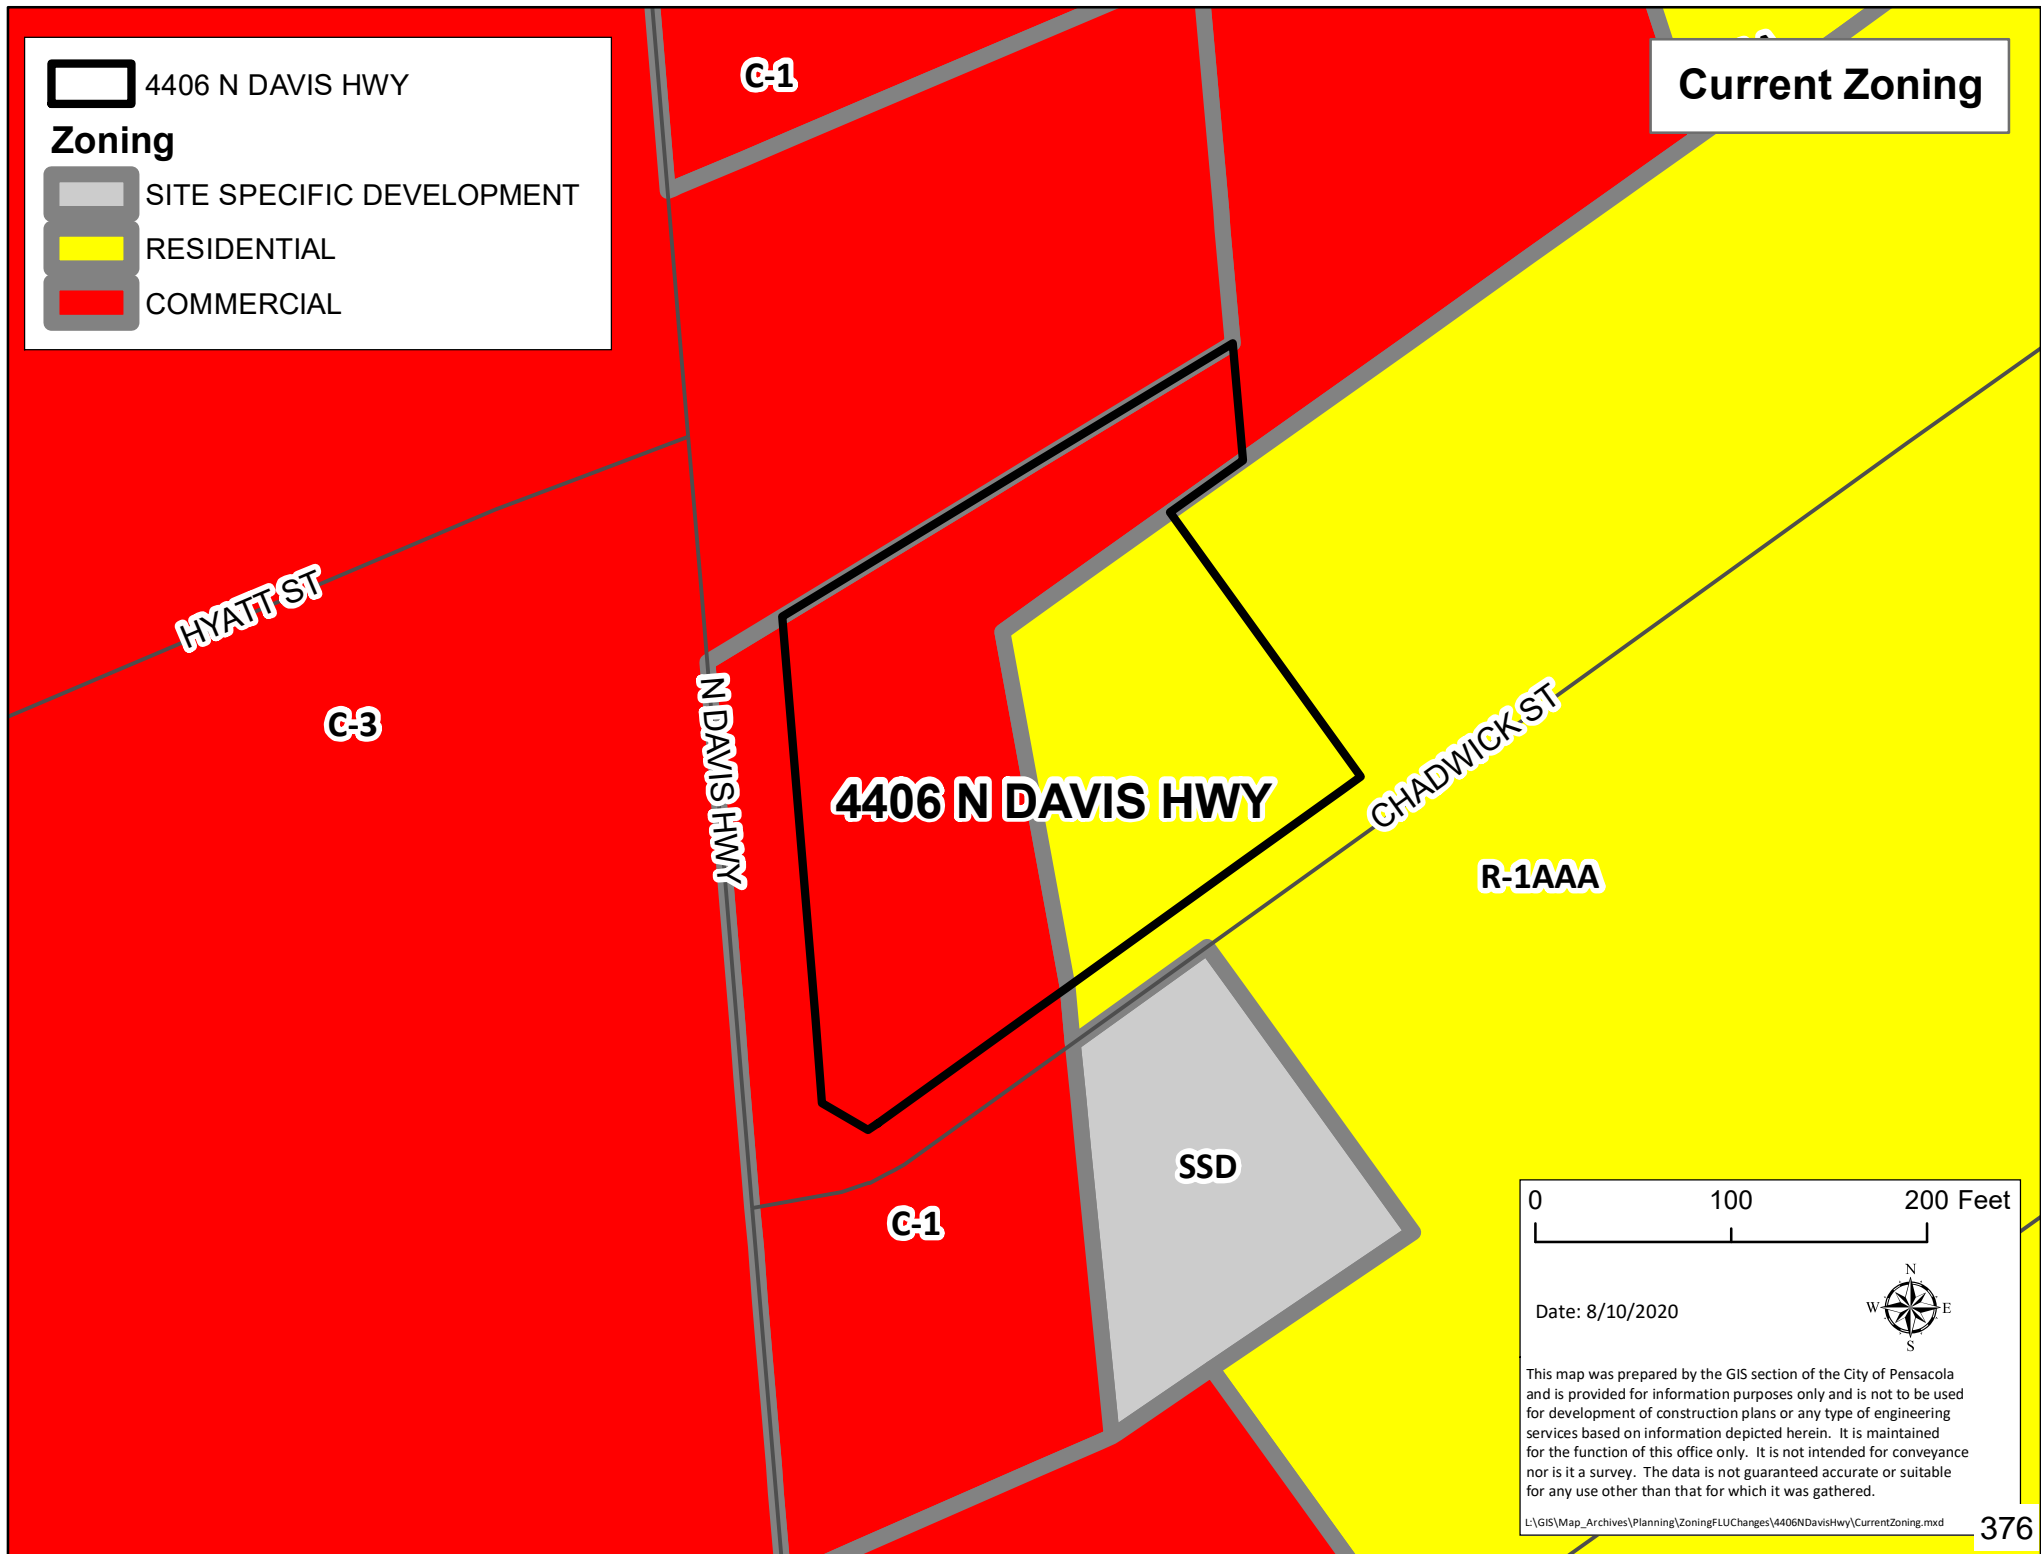 4406 N DAVIS HWY
Zoning
SITE SPECIFIC DEVELOPMENT
RESIDENTIAL
COMMERCIAL
C-1
Current Zoning
HYATT ST
C-3
N DAVIS HWY
4406 N DAVIS HWY
CHADWICK ST
R-1AAA
SSD
C-1
0 100 200 Feet
N
W E
S
Date: 8/10/2020
This map was prepared by the GIS section of the City of Pensacola
and is provided for information purposes only and is not to be used
for development of construction plans or any type of engineering
services based on information depicted herein. It is maintained
for the function of this office only. It is not intended for conveyance
nor is it a survey. The data is not guaranteed accurate or suitable
for any use other than that for which it was gathered.
L:\GIS\Map_Archives\Planning\ZoningFLUChanges\4406NDavisHwy\CurrentZoning.mxd
376